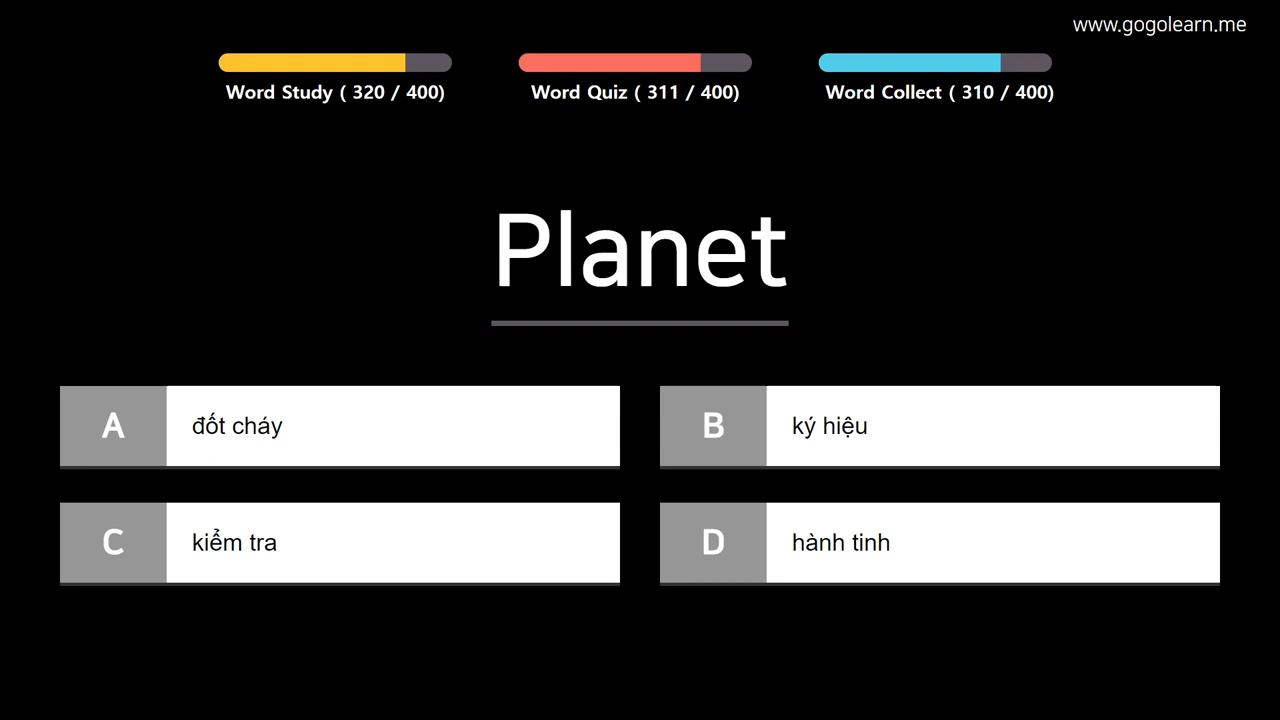 www.gogolearn.me
Word Study ( 320 / 400)
Word Quiz ( 311 / 400)
Word Collect ( 310 / 400)
Planet
A đốt cháy
B ký hiệu
C kiểm tra
D hành tinh